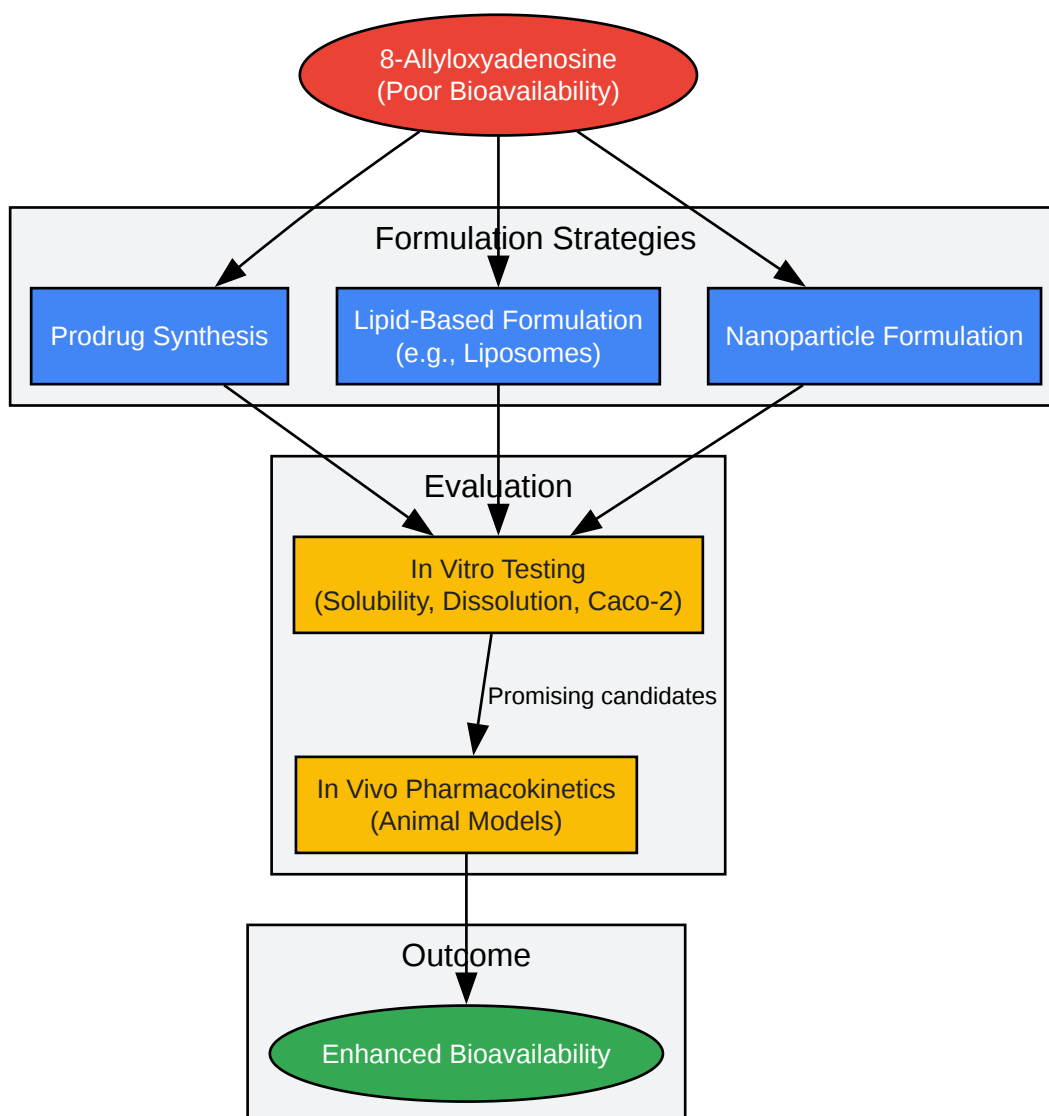 8-Allyloxyadenosine
(Poor Bioavailability)
Formulation Strategies
Prodrug Synthesis
Lipid-Based Formulation
(e.g., Liposomes)
Nanoparticle Formulation
Evaluation
In Vitro Testing
(Solubility, Dissolution, Caco-2)
Promising candidates
In Vivo Pharmacokinetics
(Animal Models)
Outcome
Enhanced Bioavailability